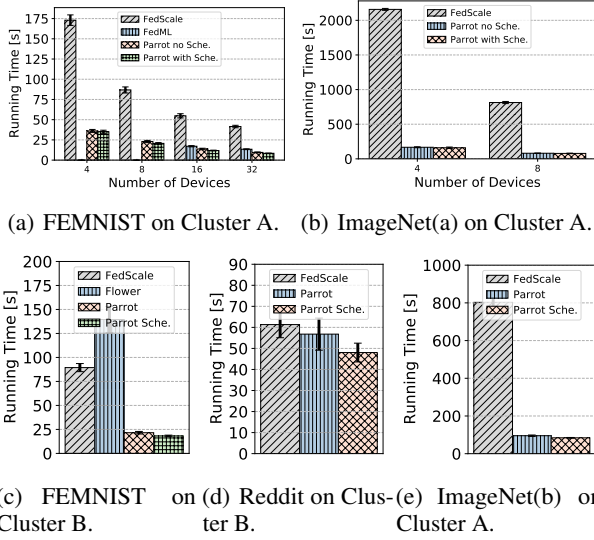 175
150
125
100
75
50
25
0
Running Time [s]
FedScale
FedML
Parrot no Sche.
Parrot with Sche.
4 8 16 32
Number of Devices
2000
1500
1000
500
0
Running Time [s]
FedScale
Parrot no Sche.
Parrot with Sche.
4 8
Number of Devices
(a) FEMNIST on Cluster A. (b) ImageNet(a) on Cluster A.
200
175
150
125
100
75
50
25
0
Running Time [s]
FedScale
Flower
Parrot
Parrot Sche.
90
80
70
60
50
40
30
20
10
0
Running Time [s]
FedScale
Parrot
Parrot Sche.
1000
800
600
400
200
0
Running Time [s]
FedScale
Parrot
Parrot Sche.
(c) FEMNIST on (d) Reddit on Clus- (e) ImageNet(b) on
Cluster B. ter B. Cluster A.